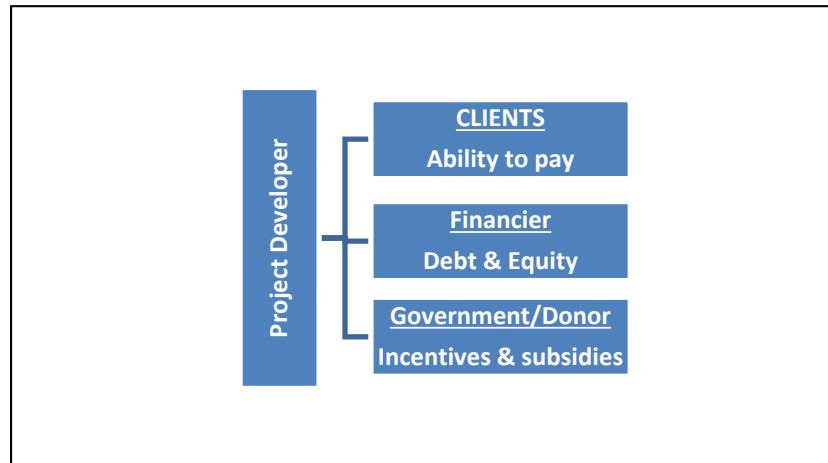 Project Developer
CLIENTS
Ability to pay
Financier
Debt & Equity
Government/Donor
Incentives & subsidies